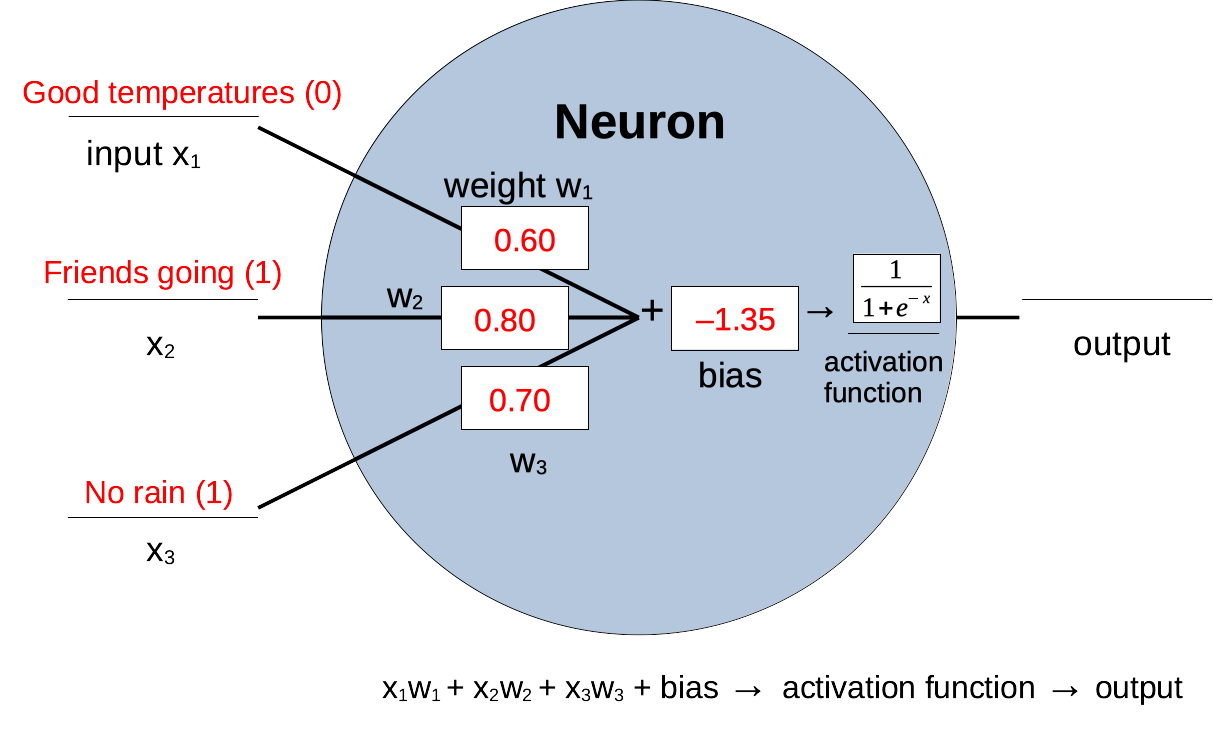 Good temperatures (0)
input x₁
Neuron
weight w₁
0.60
Friends going (1)
x₂
w₂
0.80
+
–1.35
bias
→
1
1+e⁻ˣ
activation
function
output
0.70
w₃
No rain (1)
x₃
x₁w₁ + x₂w₂ + x₃w₃ + bias → activation function → output